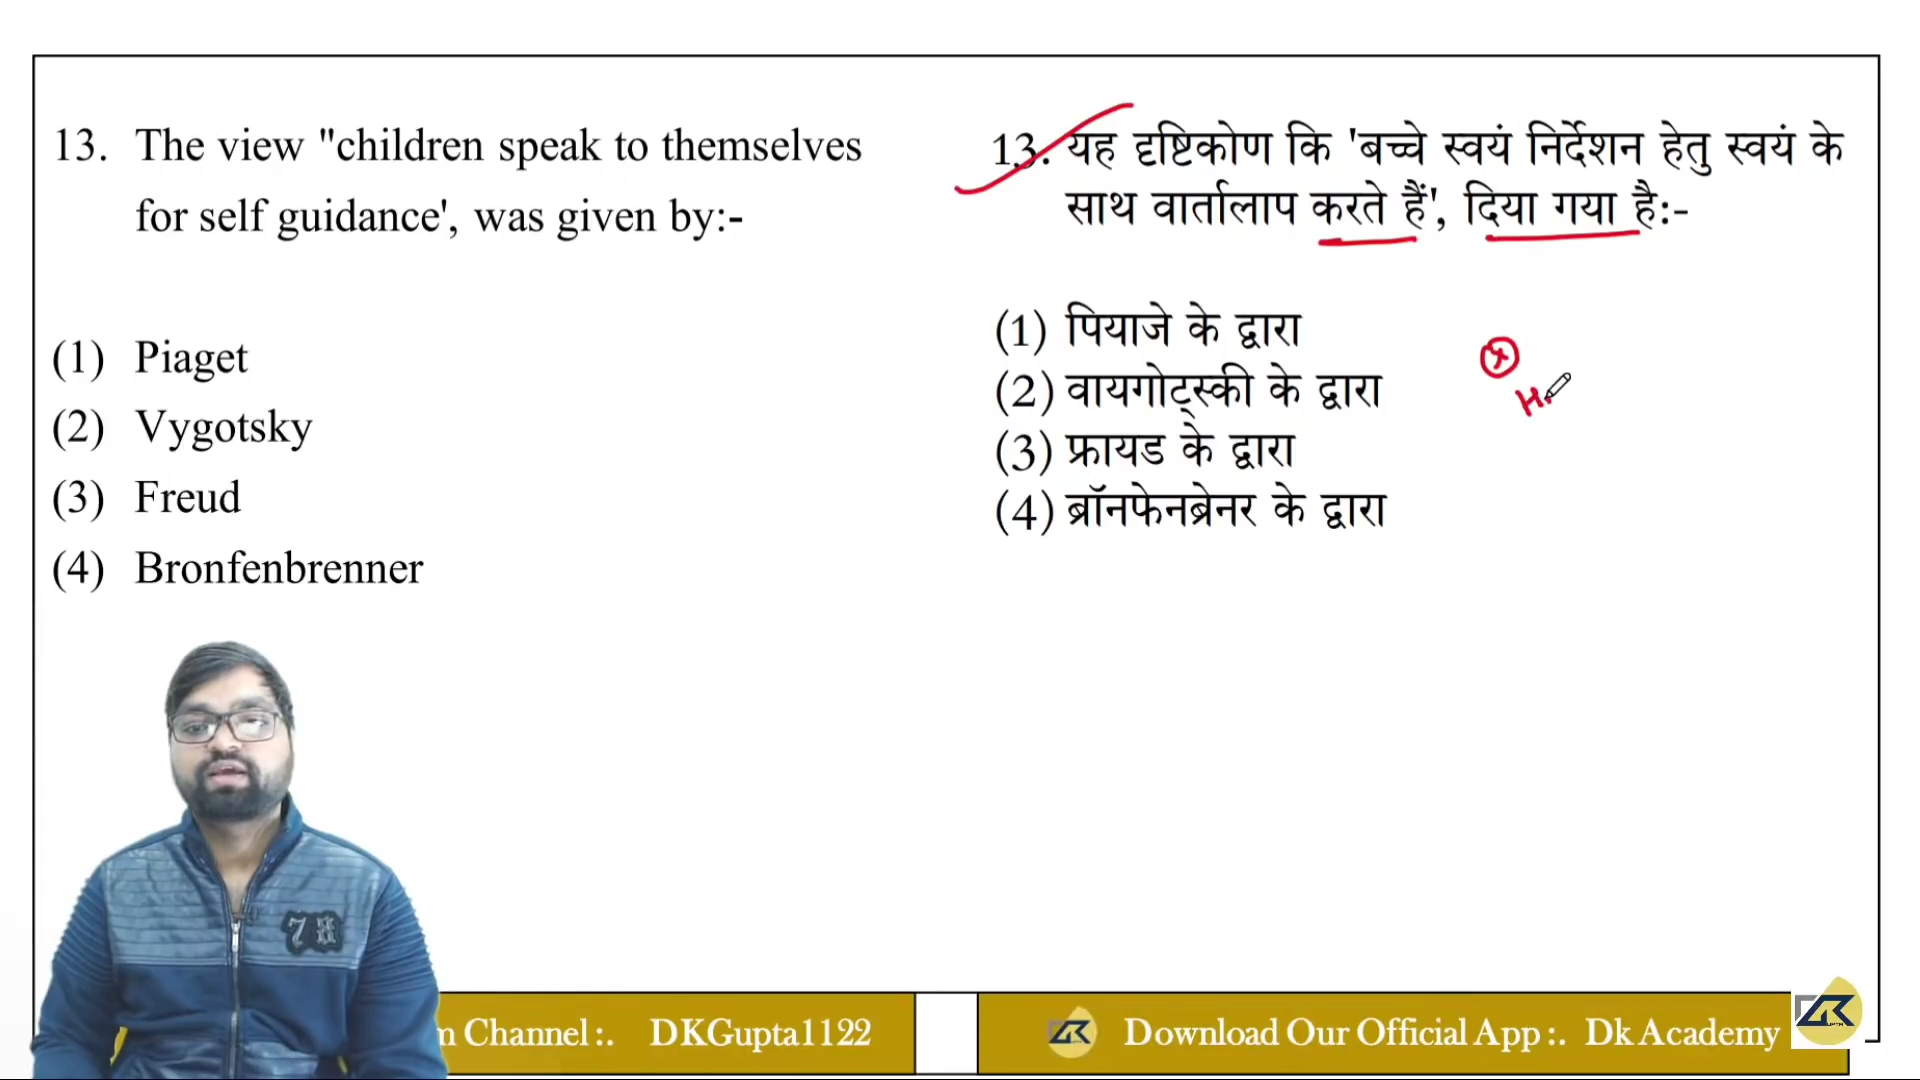 13. The view "children speak to themselves
for self guidance', was given by:-
(1) Piaget
(2) Vygotsky
(3) Freud
(4) Bronfenbrenner
13. यह दृष्टिकोण कि 'बच्चे स्वयं निर्देशन हेतु स्वयं के
साथ वार्तालाप करते हैं', दिया गया है:-
(1) पियाजे के द्वारा
(2) वायगोट्स्की के द्वारा
(3) फ्रायड के द्वारा
(4) ब्रॉनफेनब्रेनर के द्वारा
78
m Channel :. DKGupta1122
Download Our Official App :. Dk Academy